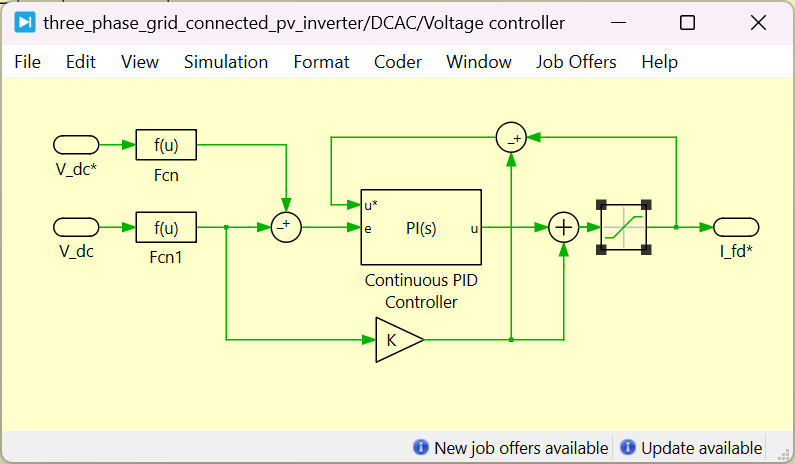 three_phase_grid_connected_pv_inverter/DCAC/Voltage controller
File Edit View Simulation Format Coder Window Job Offers Help
V_dc*
f(u)
Fcn
V_dc
f(u)
Fcn1
-+
-+
u*
e
PI(s)
u
Continuous PID
Controller
+
I_fd*
K
New job offers available
Update available